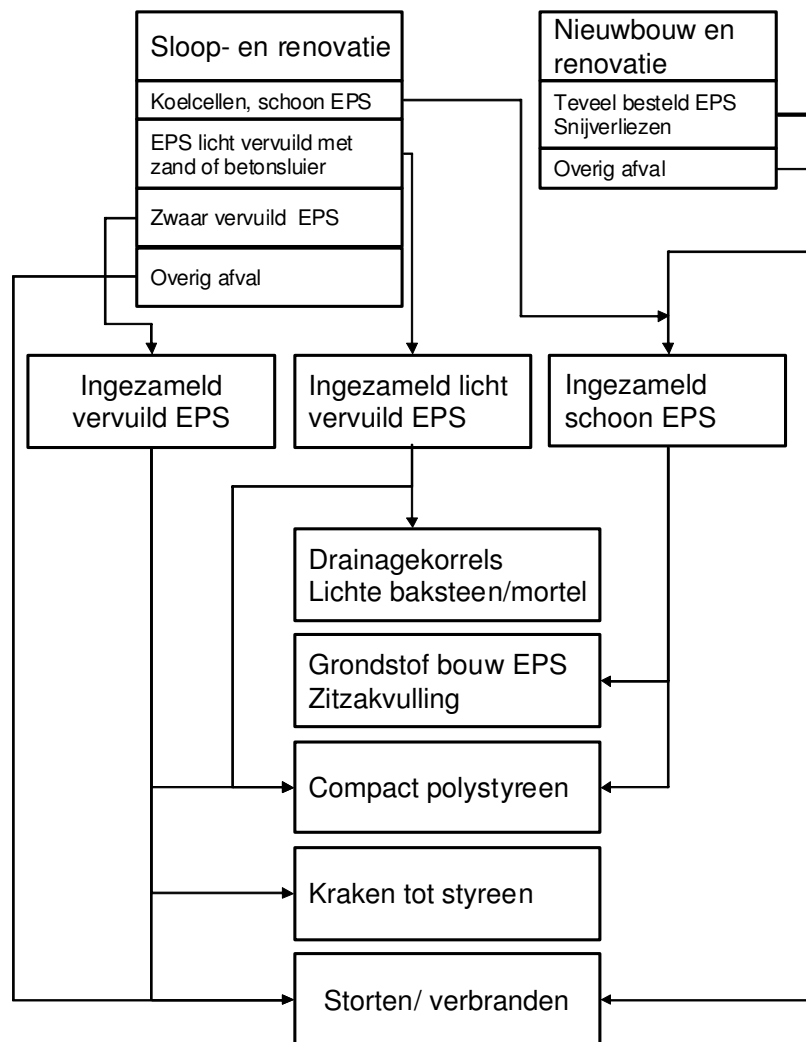 Sloop- en renovatie
Koelcellen, schoon EPS
EPS licht vervuild met
zand of betonsluier
Zwaar vervuild EPS
Overig afval
Nieuwbouw en
renovatie
Teveel besteld EPS
Snijverliezen
Overig afval
Ingezameld
vervuild EPS
Ingezameld licht
vervuild EPS
Ingezameld
schoon EPS
Drainagekorrels
Lichte baksteen/mortel
Grondstof bouw EPS
Zitzakvulling
Compact polystyreen
Kraken tot styreen
Storten/ verbranden